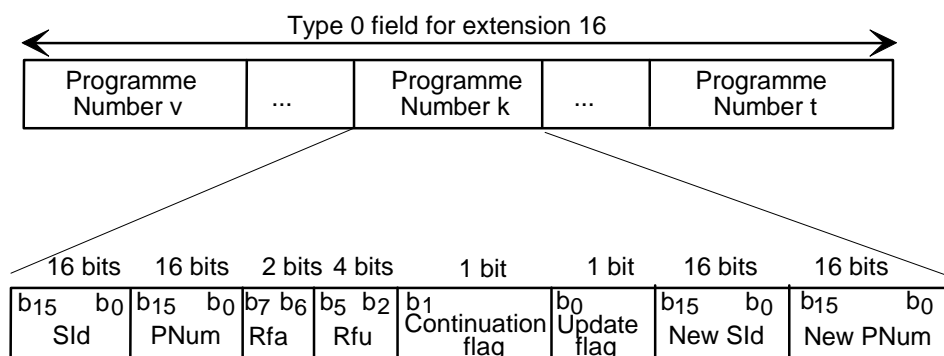 Type 0 field for extension 16
Programme Number v
...
Programme Number k
...
Programme Number t
16 bits 16 bits 2 bits 4 bits 1 bit 1 bit 16 bits 16 bits
b15 b0 b15 b0 b7 b6 b5 b2 b1 b0 b15 b0 b15 b0
SId PNum Rfa Rfu Continuation flag Update flag New SId New PNum